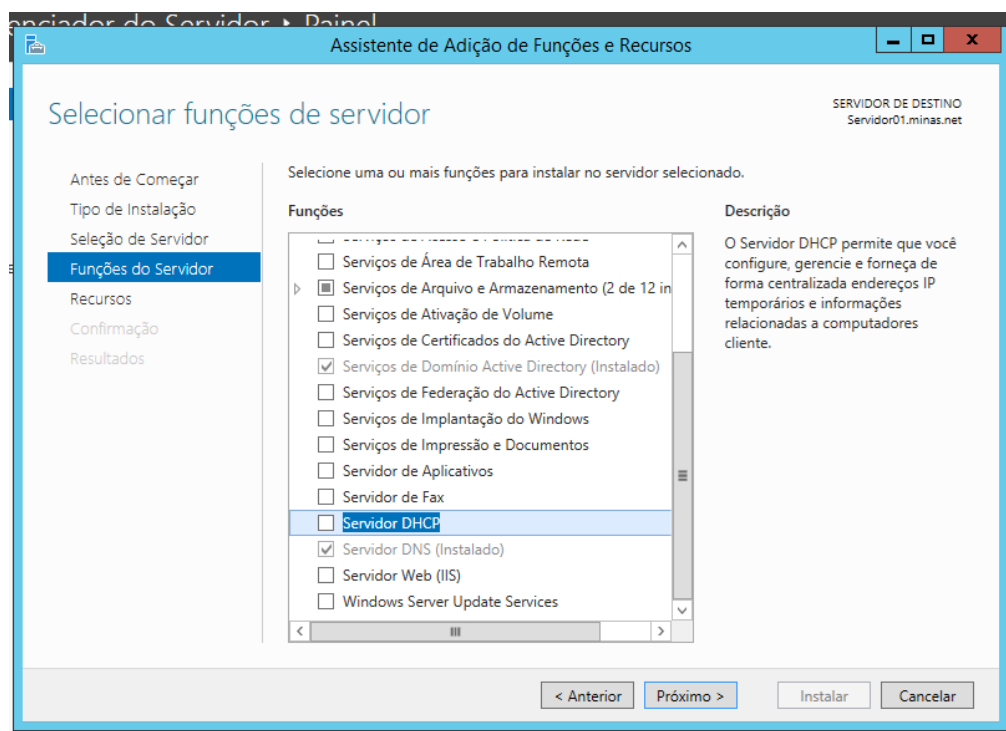 Assistente de Adição de Funções e Recursos
Selecionar funções de servidor
SERVIDOR DE DESTINO
Servidor01.minas.net
Antes de Começar
Tipo de Instalação
Seleção de Servidor
Funções do Servidor
Recursos
Confirmação
Resultados
Selecione uma ou mais funções para instalar no servidor selecionado.
Funções
Serviços de Área de Trabalho Remota
Serviços de Arquivo e Armazenamento (2 de 12 in
Serviços de Ativação de Volume
Serviços de Certificados do Active Directory
Serviços de Domínio Active Directory (Instalado)
Serviços de Federação do Active Directory
Serviços de Implantação do Windows
Serviços de Impressão e Documentos
Servidor de Aplicativos
Servidor de Fax
Servidor DHCP
Servidor DNS (Instalado)
Servidor Web (IIS)
Windows Server Update Services
Descrição
O Servidor DHCP permite que você
configure, gerencie e forneça de
forma centralizada endereços IP
temporários e informações
relacionadas a computadores
cliente.
< Anterior
Próximo >
Instalar
Cancelar